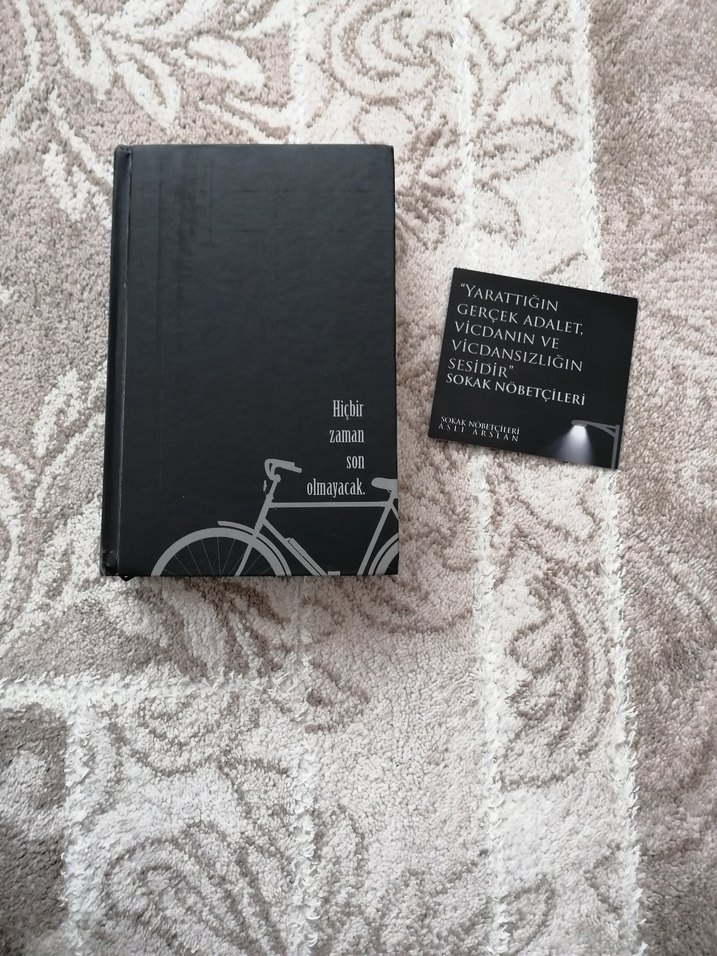 Hiçbir
zaman
son
olmayacak.
"YARATTIĞIN
GERÇEK ADALET,
VİCDANIN VE
VİCDANSIZLIĞIN
SESİDİR"
SOKAK NÖBETÇİLERİ
SOKAK NÖBETÇİLERİ
ASLI ARSLAN